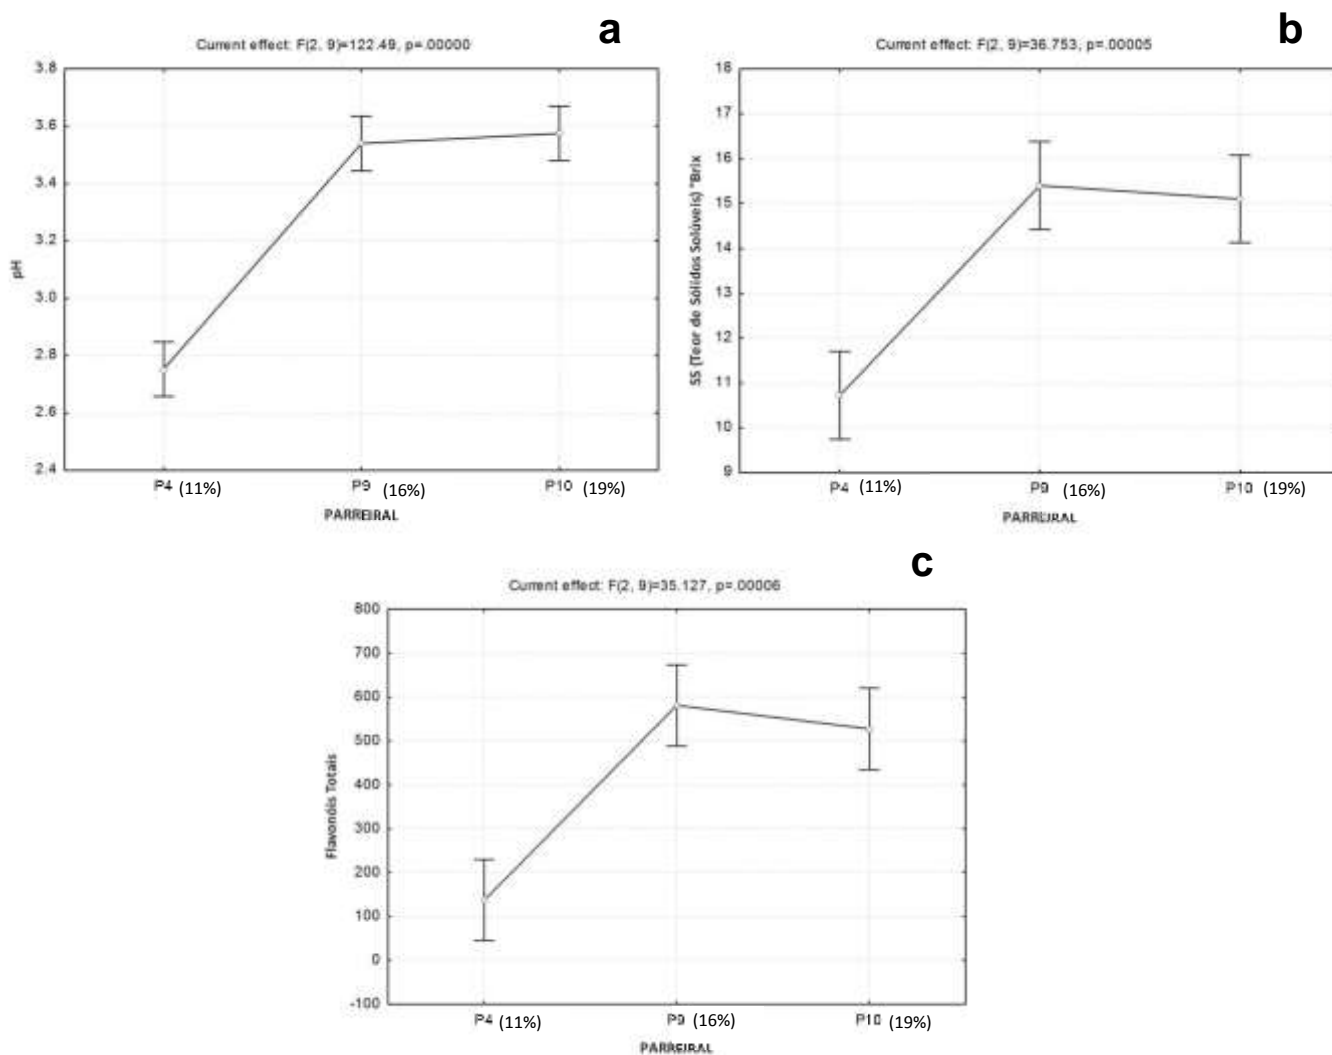 a
Current effect: F(2, 9)=122.49, p=.00000
3.8
3.6
3.4
3.2
3.0
2.8
2.6
2.4
pH
P4 (11%) P9 (16%) P10 (19%)
PARREIRAL
b
Current effect: F(2, 9)=36.753, p=.00005
18
17
16
15
14
13
12
11
10
9
SS (Teor de Sólidos Solúveis) °Brix
P4 (11%) P9 (16%) P10 (19%)
PARREIRAL
c
Current effect: F(2, 9)=35.127, p=.00006
800
700
600
500
400
300
200
100
0
-100
Flavonóis Totais
P4 (11%) P9 (16%) P10 (19%)
PARREIRAL